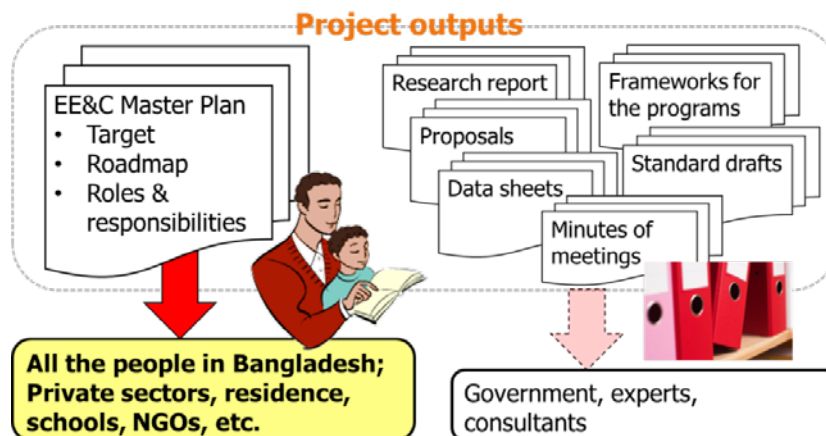 Project outputs
EE&C Master Plan
• Target
• Roadmap
• Roles &
responsibilities
Research report
Proposals
Data sheets
Frameworks for
the programs
Standard drafts
Minutes of
meetings
All the people in Bangladesh;
Private sectors, residence,
schools, NGOs, etc.
Government, experts,
consultants